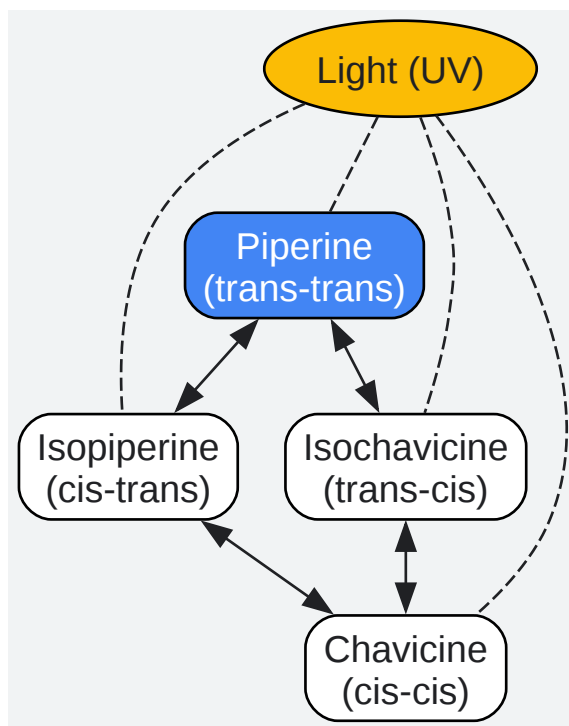 Light (UV)
Piperine
(trans-trans)
Isopiperine
(cis-trans)
Isochavicine
(trans-cis)
Chavicine
(cis-cis)